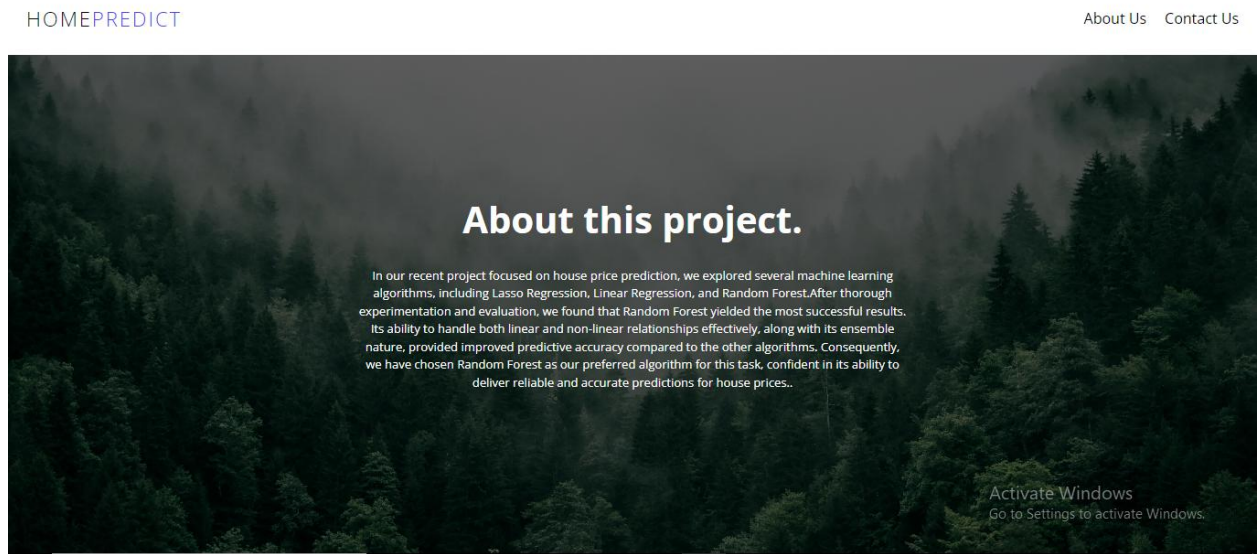 HOMEPREDICT
About Us Contact Us
About this project.
In our recent project focused on house price prediction, we explored several machine learning
algorithms, including Lasso Regression, Linear Regression, and Random Forest.After thorough
experimentation and evaluation, we found that Random Forest yielded the most successful results.
Its ability to handle both linear and non-linear relationships effectively, along with its ensemble
nature, provided improved predictive accuracy compared to the other algorithms. Consequently,
we have chosen Random Forest as our preferred algorithm for this task, confident in its ability to
deliver reliable and accurate predictions for house prices..
Activate Windows
Go to Settings to activate Windows.